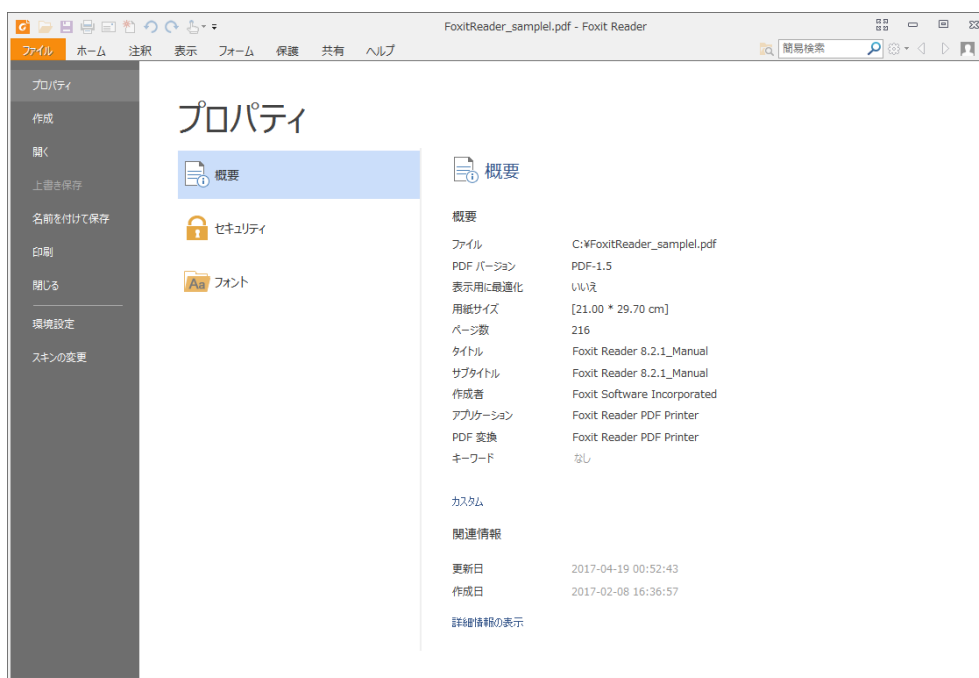 FoxitReader_samplel.pdf - Foxit Reader
ファイル ホーム 注釈 表示 フォーム 保護 共有 ヘルプ 簡易検索
プロパティ
作成
開く
上書き保存
名前を付けて保存
印刷
閉じる
環境設定
スキンの変更
プロパティ
概要
セキュリティ
Aa フォント
概要
概要
ファイル C:¥FoxitReader_samplel.pdf
PDF バージョン PDF-1.5
表示用に最適化 いいえ
用紙サイズ [21.00 * 29.70 cm]
ページ数 216
タイトル Foxit Reader 8.2.1_Manual
サブタイトル Foxit Reader 8.2.1_Manual
作成者 Foxit Software Incorporated
アプリケーション Foxit Reader PDF Printer
PDF 変換 Foxit Reader PDF Printer
キーワード なし
カスタム
関連情報
更新日 2017-04-19 00:52:43
作成日 2017-02-08 16:36:57
詳細情報の表示